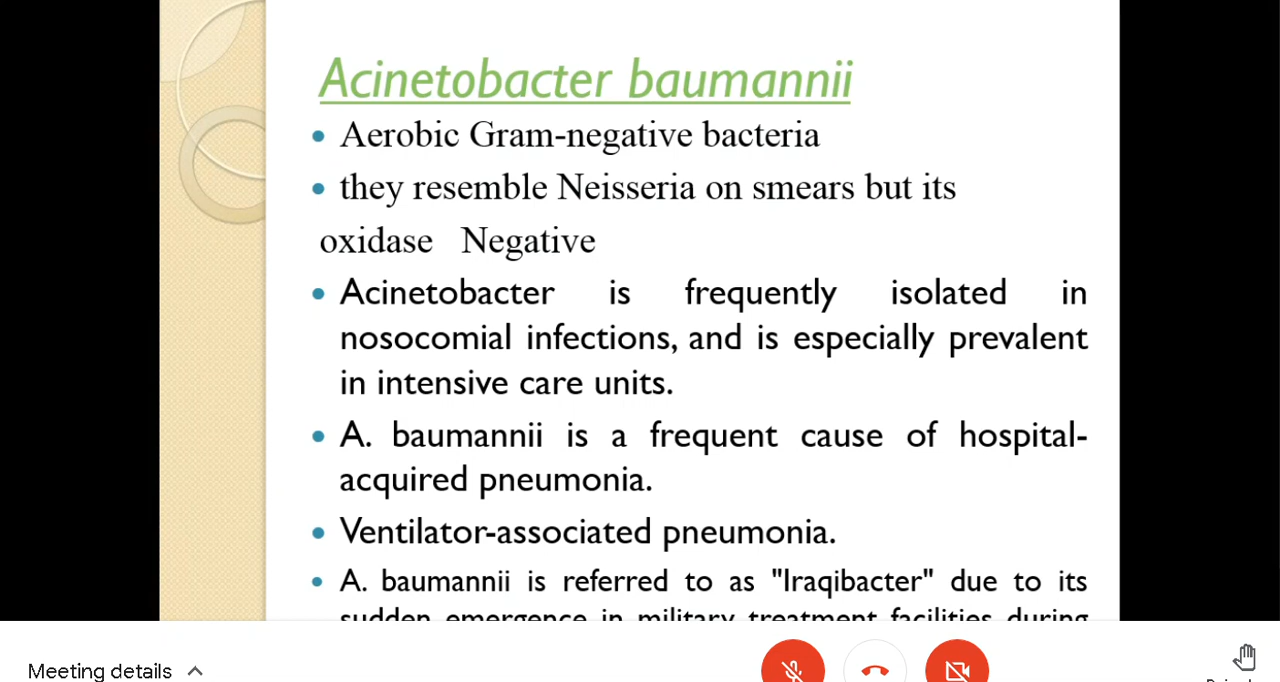 Acinetobacter baumannii
• Aerobic Gram-negative bacteria
• they resemble Neisseria on smears but its
oxidase Negative
• Acinetobacter is frequently isolated in
nosocomial infections, and is especially prevalent
in intensive care units.
• A. baumannii is a frequent cause of hospital-
acquired pneumonia.
• Ventilator-associated pneumonia.
• A. baumannii is referred to as "Iraqibacter" due to its
sudden emergence in military treatment facilities during
Meeting details